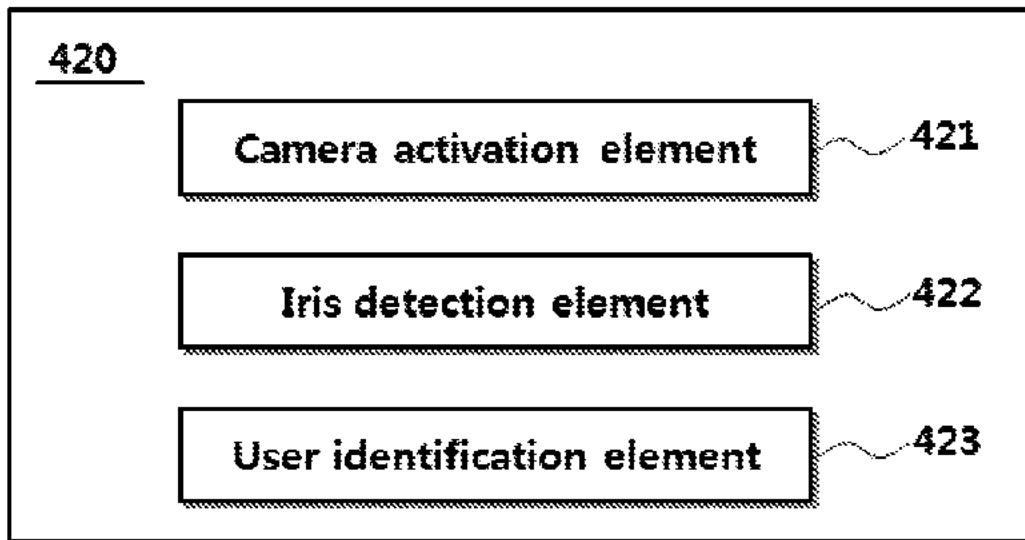 420
Camera activation element 421
Iris detection element 422
User identification element 423